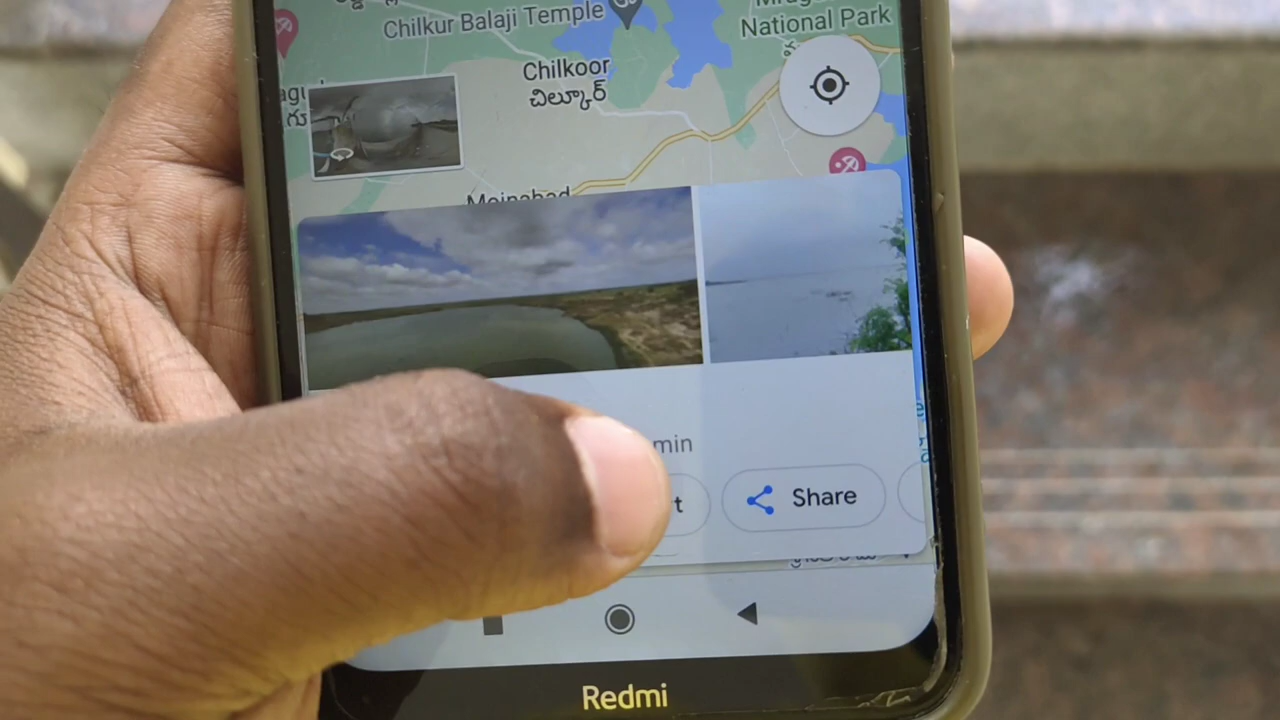 Chilkur Balaji Temple
National Park
Chilkoor
చిల్కూర్
Moinabad
min
t
Share
Redmi